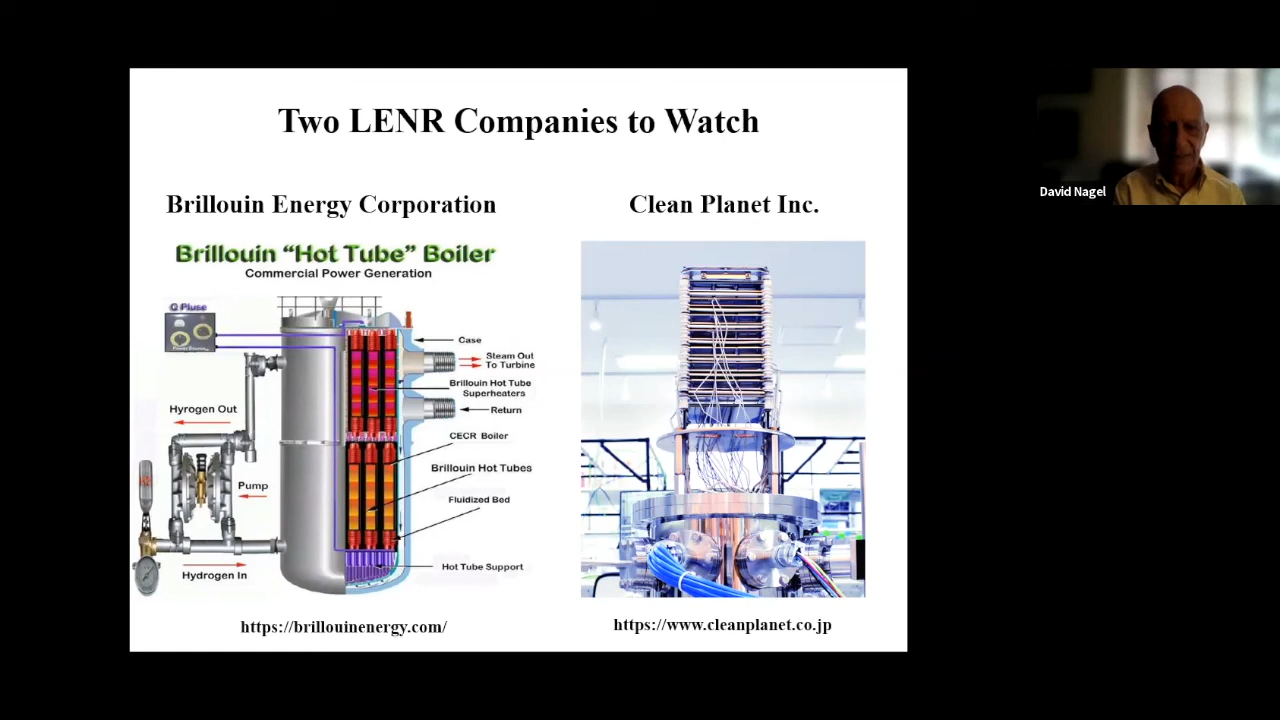 Two LENR Companies to Watch
Brillouin Energy Corporation
Clean Planet Inc.
Brillouin "Hot Tube" Boiler
Commercial Power Generation
Q Pluse
Case
Steam Out
To Turbine
Brillouin Hot Tube
Superheaters
Return
Hyrogen Out
CECR Boiler
Brillouin Hot Tubes
Pump
Fluidized Bed
Hydrogen In
Hot Tube Support
https://brillouinenergy.com/
https://www.cleanplanet.co.jp
David Nagel